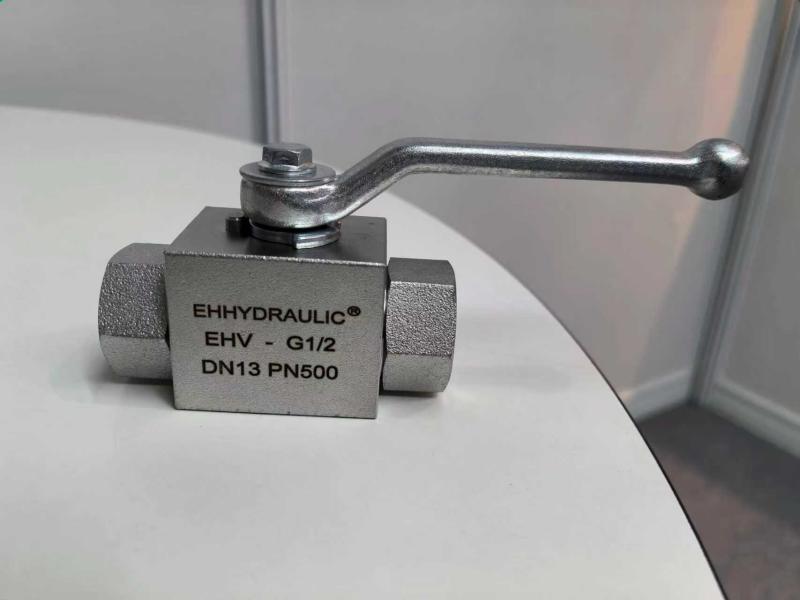 EHHYDRAULIC®
EHV - G1/2
DN13 PN500